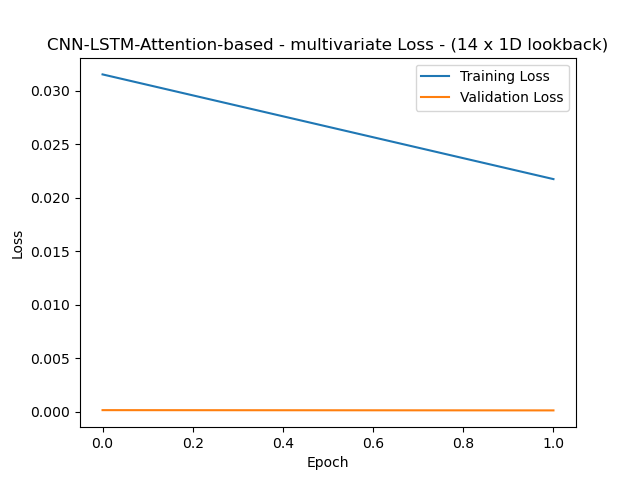 CNN-LSTM-Attention-based - multivariate Loss - (14 x 1D lookback)
Training Loss
Validation Loss
0.030
0.025
0.020
0.015
0.010
0.005
0.000
Loss
0.0 0.2 0.4 0.6 0.8 1.0
Epoch